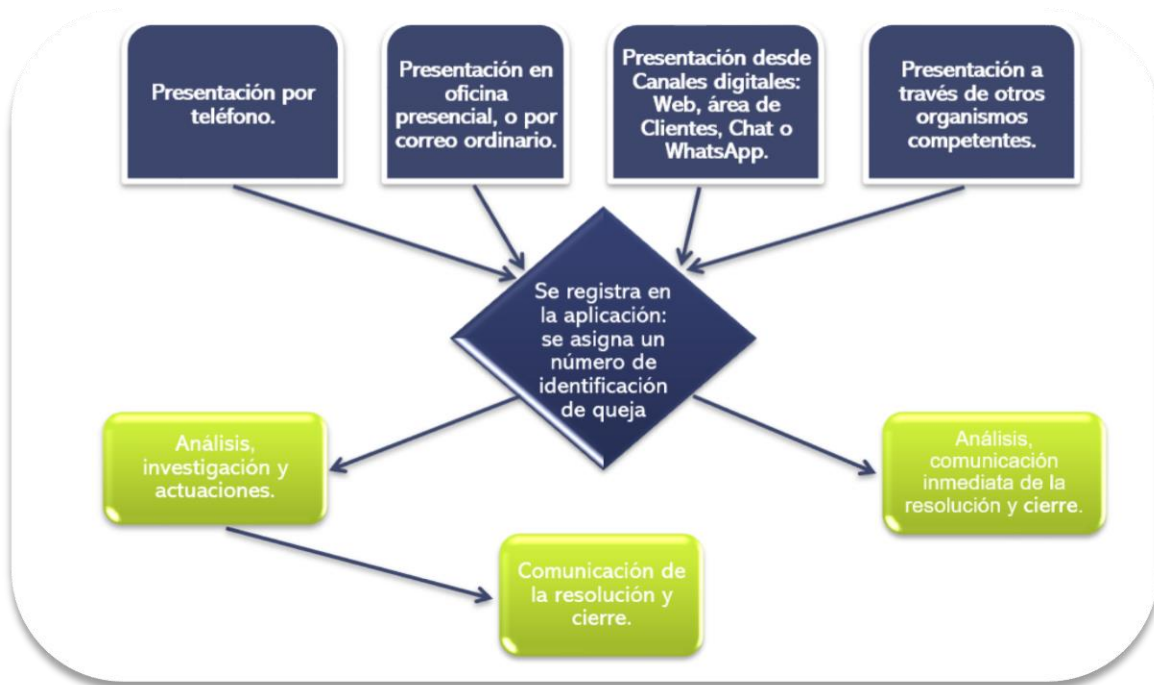 Presentación por
teléfono.
Presentación en
oficina
presencial, o por
correo ordinario.
Presentación desde
Canales digitales:
Web, área de
Clientes, Chat o
WhatsApp.
Presentación a
través de otros
organismos
competentes.
Se registra en
la aplicación:
se asigna un
número de
identificación
de queja
Análisis,
investigación y
actuaciones.
Análisis,
comunicación
inmediata de la
resolución y cierre.
Comunicación de
la resolución y
cierre.